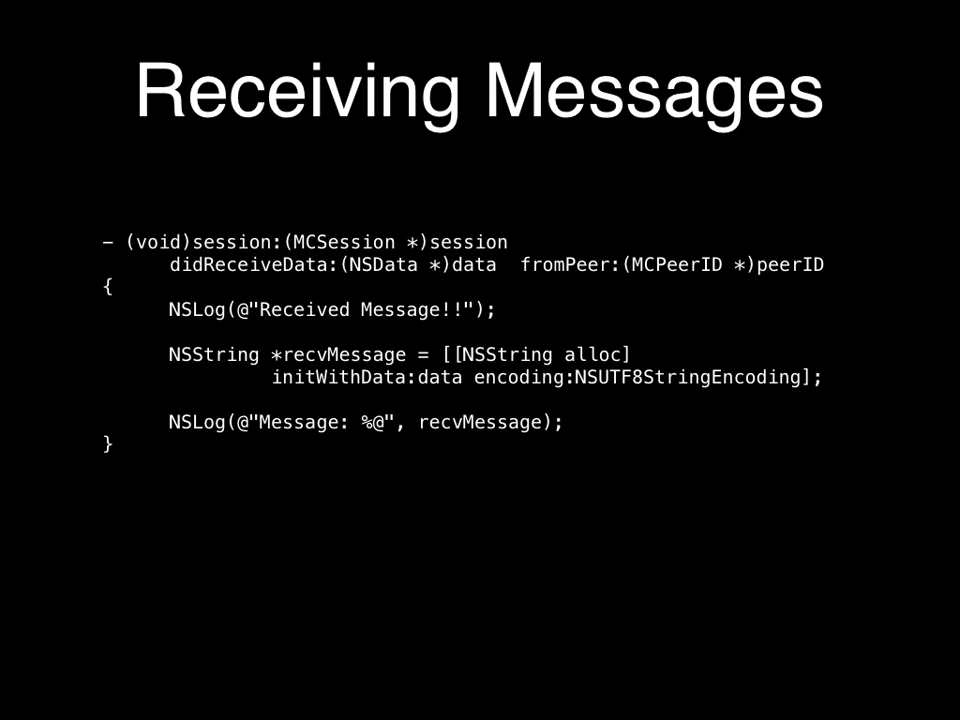 Receiving Messages
- (void)session:(MCSession *)session
didReceiveData:(NSData *)data  fromPeer:(MCPeerID *)peerID
{
NSLog(@"Received Message!!");
NSString *recvMessage = [[NSString alloc]
initWithData:data encoding:NSUTF8StringEncoding];
NSLog(@"Message: %@", recvMessage);
}